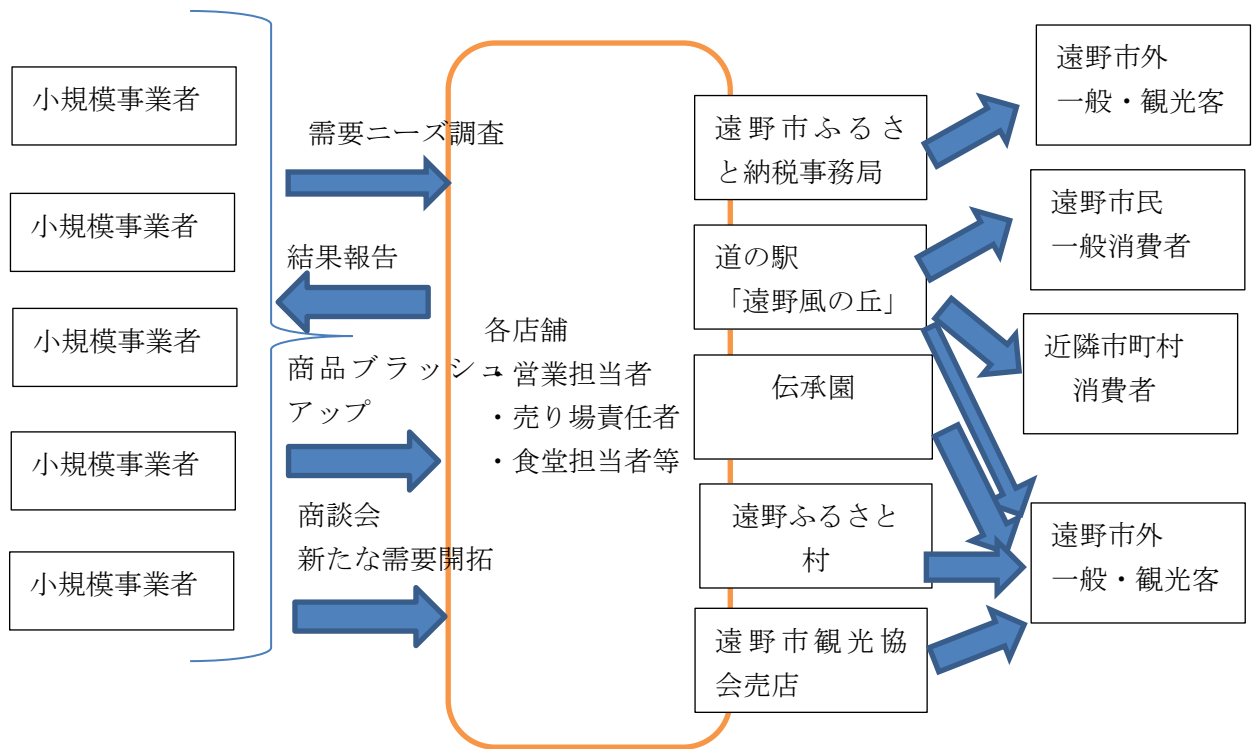 小規模事業者
小規模事業者
小規模事業者
小規模事業者
小規模事業者
需要ニーズ調査
結果報告
商品ブラッシュ
アップ
商談会
新たな需要開拓
各店舗
・営業担当者
・売り場責任者
・食堂担当者等
遠野市ふるさ
と納税事務局
道の駅
「遠野風の丘」
伝承園
遠野ふるさと
村
遠野市観光協
会売店
遠野市外
一般・観光客
遠野市民
一般消費者
近隣市町村
消費者
遠野市外
一般・観光客